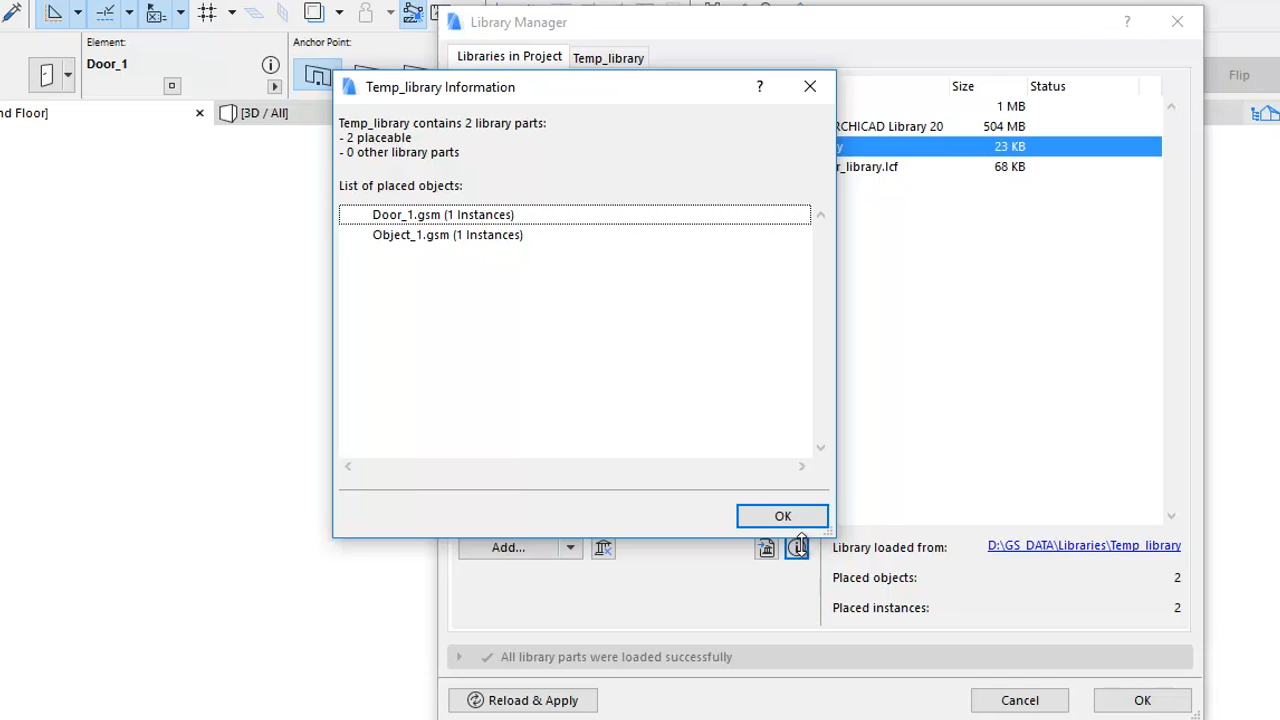 Library Manager
Element:
Door_1
Anchor Point:
Libraries in Project
Temp_library
nd Floor]
[3D / All]
Flip
Size
Status
1 MB
RCHICAD Library 20
504 MB
y
23 KB
r_library.lcf
68 KB
Temp_library Information
?
Temp_library contains 2 library parts:
- 2 placeable
- 0 other library parts
List of placed objects:
Door_1.gsm (1 Instances)
Object_1.gsm (1 Instances)
OK
Add...
Library loaded from:
D:\GS_DATA\Libraries\Temp_library
Placed objects:
2
Placed instances:
2
All library parts were loaded successfully
Reload & Apply
Cancel
OK